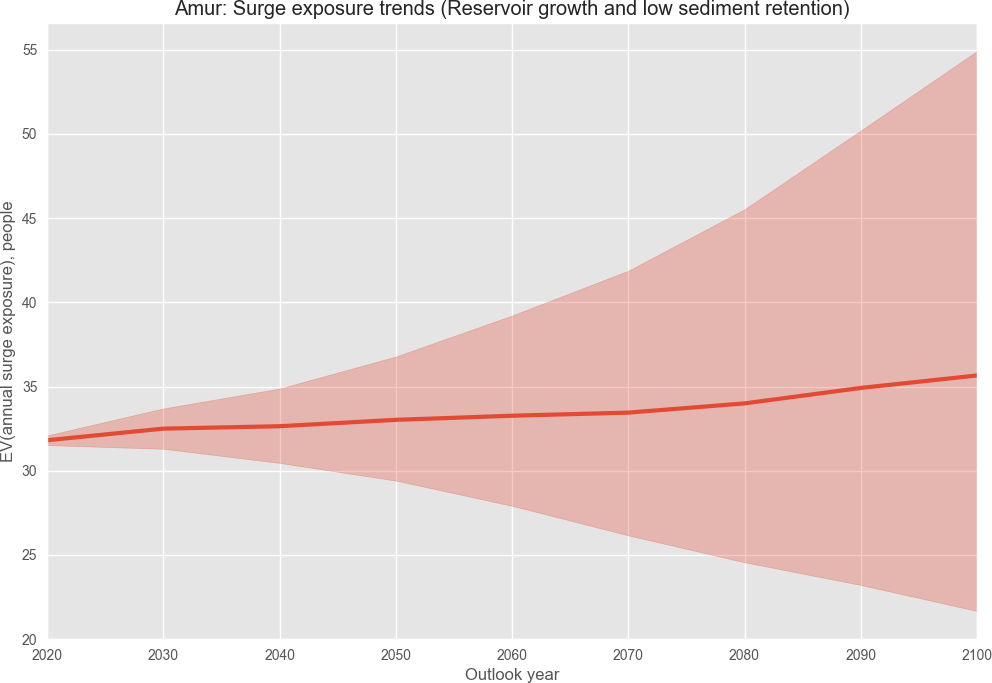 Amur: Surge exposure trends (Reservoir growth and low sediment retention)
EV(annual surge exposure), people
55
50
45
40
35
30
25
20
2020 2030 2040 2050 2060 2070 2080 2090 2100
Outlook year